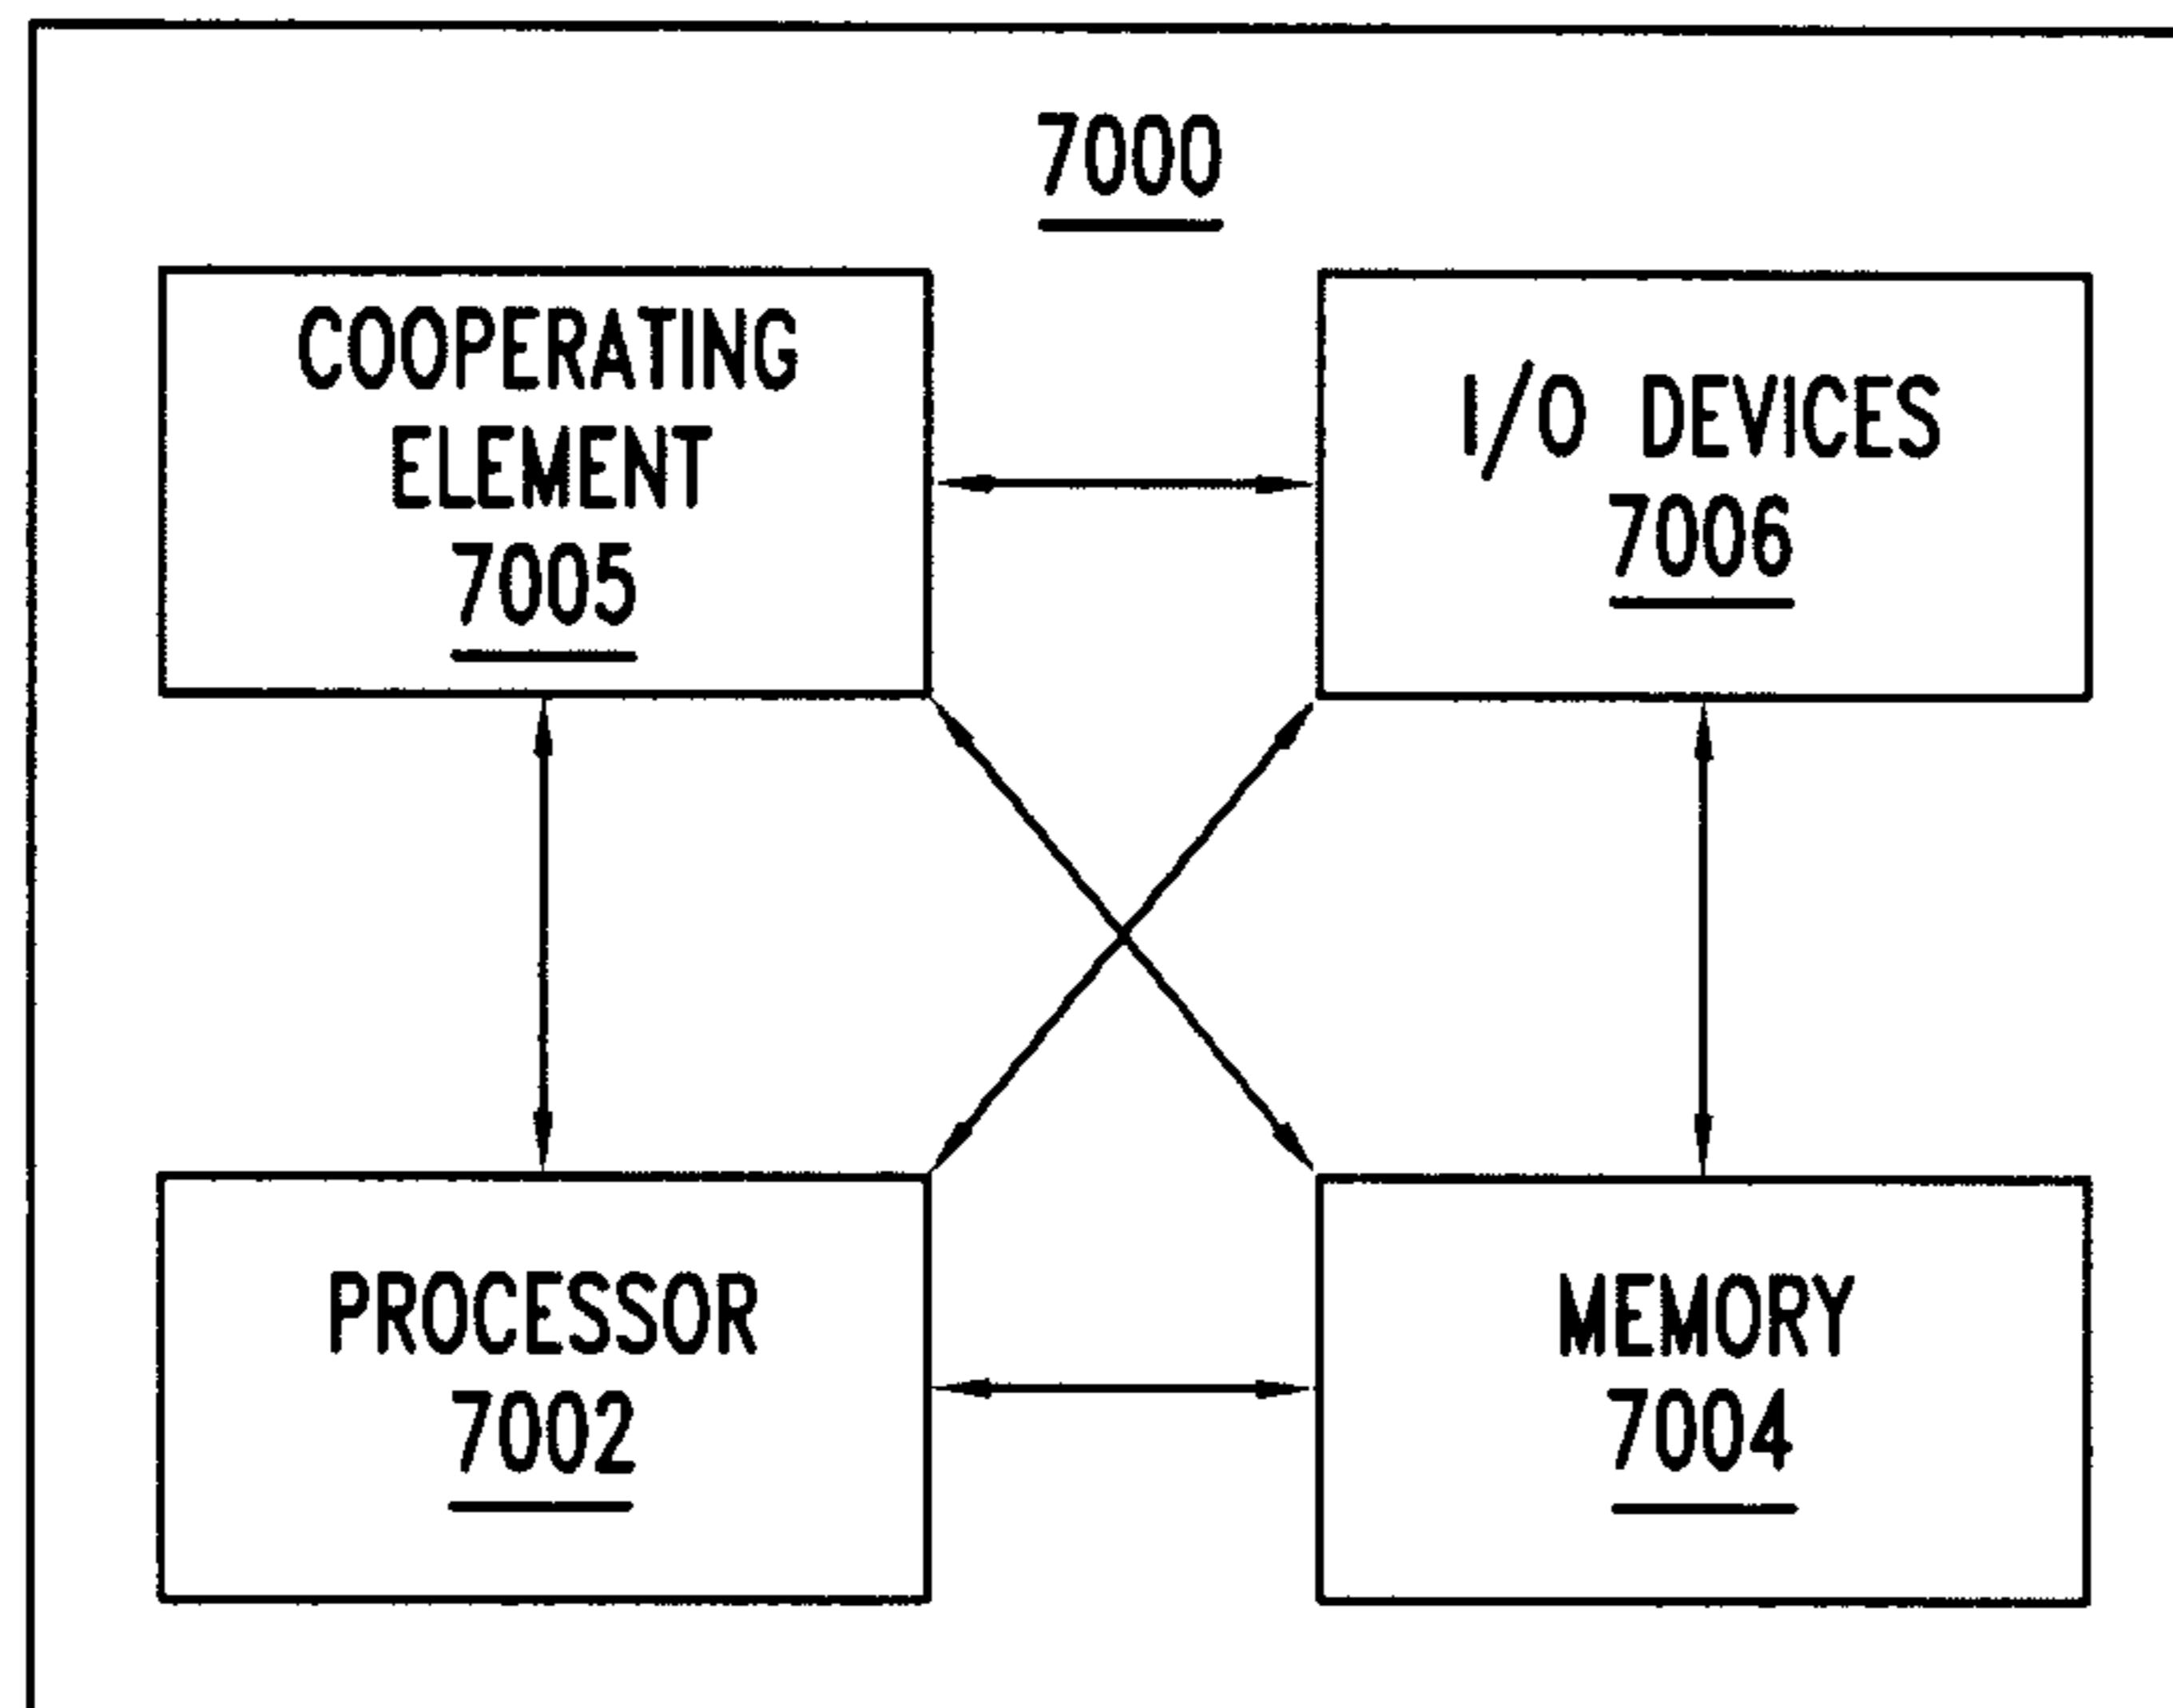 7000
COOPERATING
ELEMENT
7005
I/O DEVICES
7006
PROCESSOR
7002
MEMORY
7004